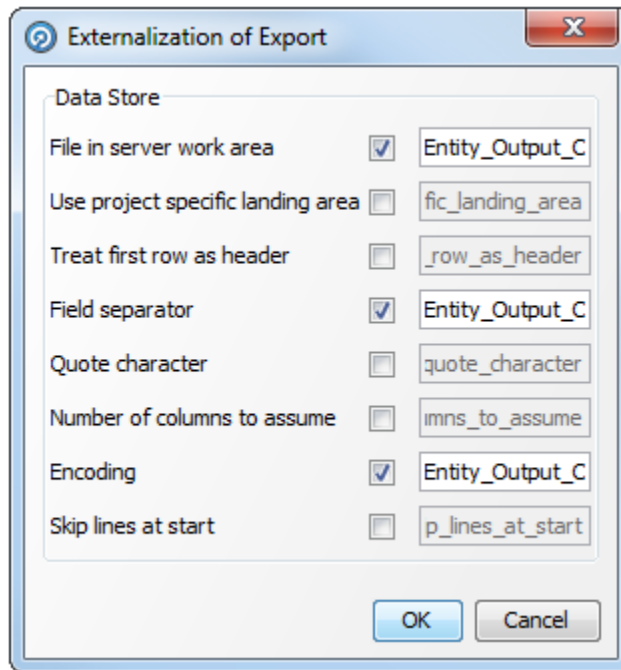 Externalization of Export
Data Store
File in server work area Entity_Output_C
Use project specific landing area fic_landing_area
Treat first row as header _row_as_header
Field separator Entity_Output_C
Quote character quote_character
Number of columns to assume imns_to_assume
Encoding Entity_Output_C
Skip lines at start p_lines_at_start
OK Cancel